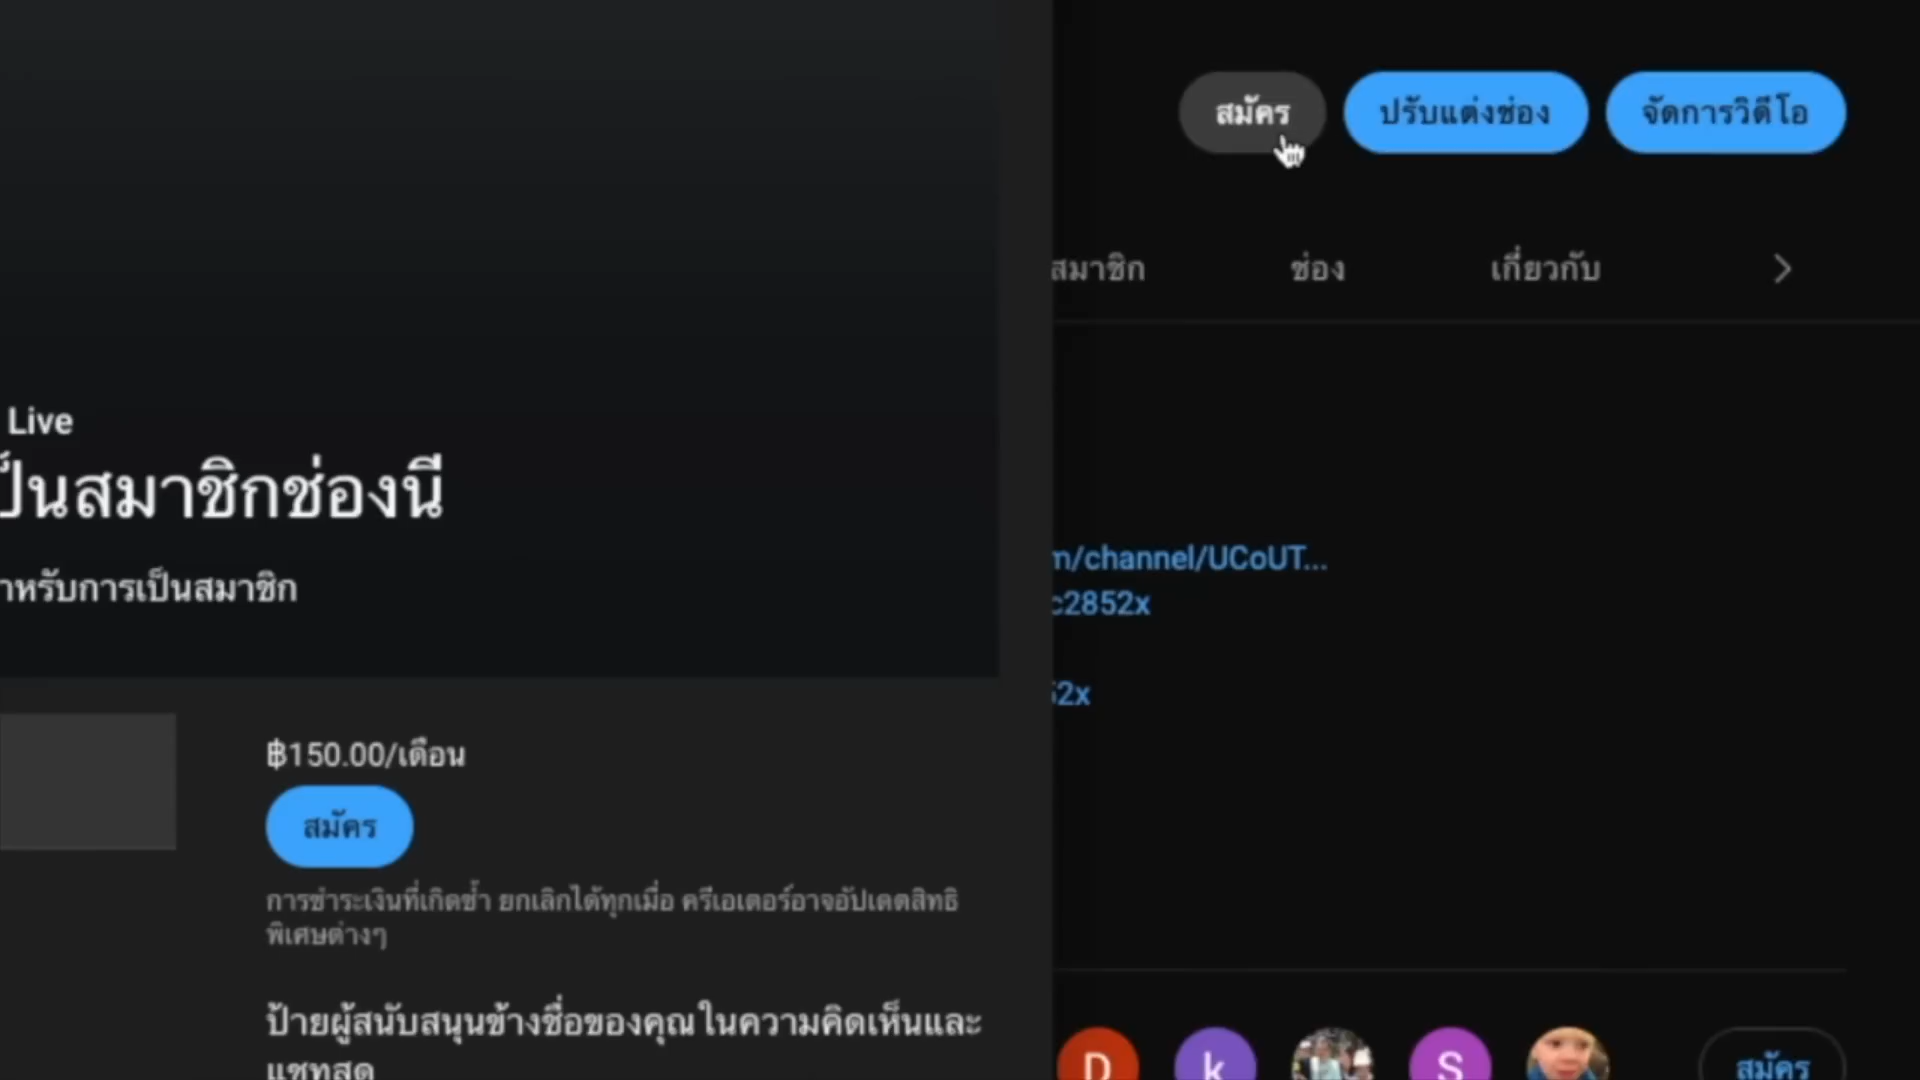 สมัคร
ปรับแต่งช่อง
จัดการวิดีโอ
สมาชิก
ช่อง
เกี่ยวกับ
Live
ป็นสมาชิกช่องนี้
าหรับการเป็นสมาชิก
m/channel/UCoUT...
c2852x
52x
฿150.00/เดือน
สมัคร
การชำระเงินที่เกิดซ้ำ ยกเลิกได้ทุกเมื่อ ครีเอเตอร์อาจอัปเดตสิทธิ
พิเศษต่างๆ
ป้ายผู้สนับสนุนข้างชื่อของคุณในความคิดเห็นและ
แชทสด
D
k
S
สมัคร